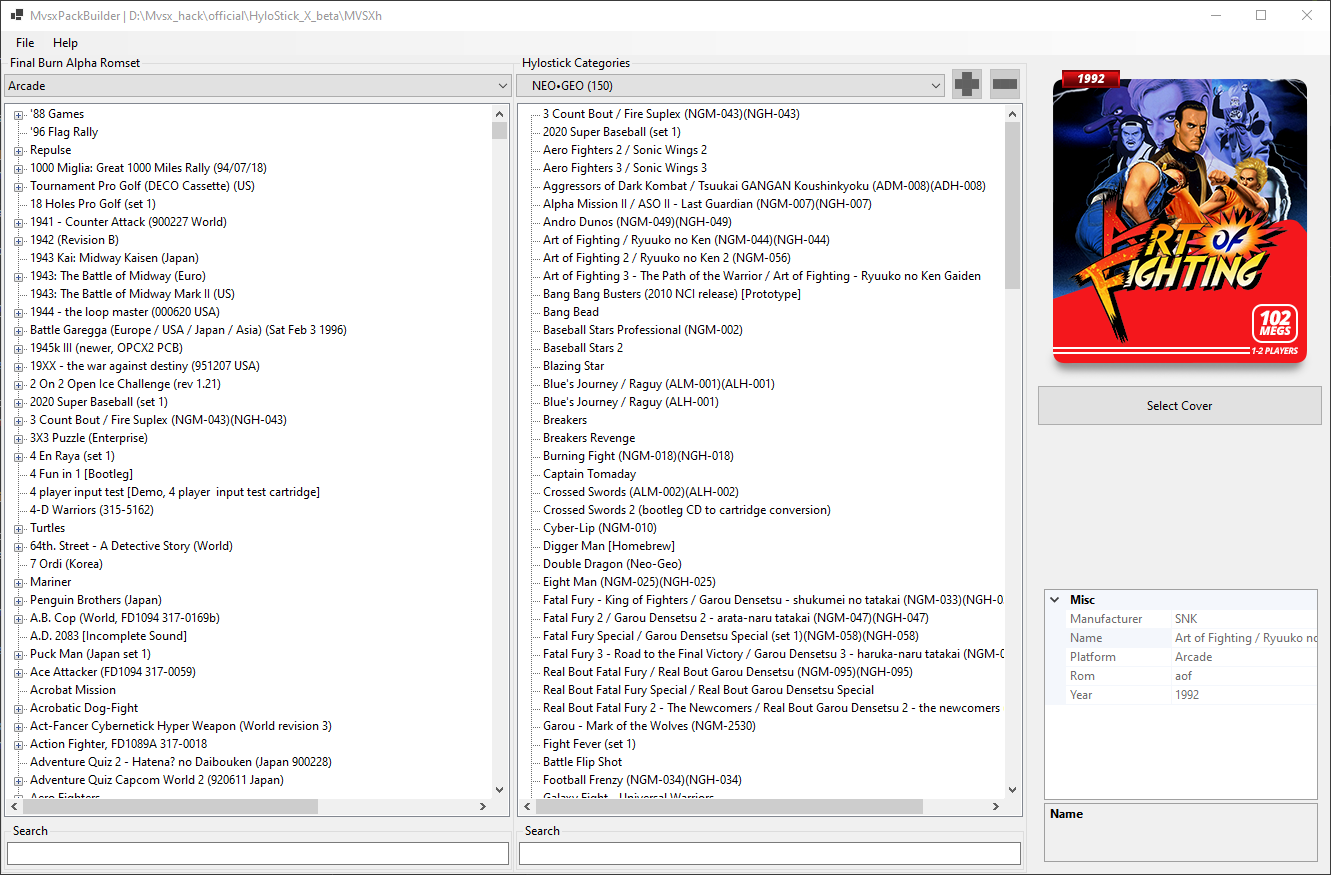 MvsxPackBuilder | D:\Mvsx_hack\official\HyloStick_X_beta\MVSXh
File Help
Final Burn Alpha Romset
Arcade
'88 Games
'96 Flag Rally
Repulse
1000 Miglia: Great 1000 Miles Rally (94/07/18)
Tournament Pro Golf (DECO Cassette) (US)
18 Holes Pro Golf (set 1)
1941 - Counter Attack (900227 World)
1942 (Revision B)
1943 Kai: Midway Kaisen (Japan)
1943: The Battle of Midway (Euro)
1943: The Battle of Midway Mark II (US)
1944 - the loop master (000620 USA)
Battle Garegga (Europe / USA / Japan / Asia) (Sat Feb 3 1996)
1945k III (newer, OPCX2 PCB)
19XX - the war against destiny (951207 USA)
2 On 2 Open Ice Challenge (rev 1.21)
2020 Super Baseball (set 1)
3 Count Bout / Fire Suplex (NGM-043)(NGH-043)
3X3 Puzzle (Enterprise)
4 En Raya (set 1)
4 Fun in 1 [Bootleg]
4 player input test [Demo, 4 player  input test cartridge]
4-D Warriors (315-5162)
Turtles
64th. Street - A Detective Story (World)
7 Ordi (Korea)
Mariner
Penguin Brothers (Japan)
A.B. Cop (World, FD1094 317-0169b)
A.D. 2083 [Incomplete Sound]
Puck Man (Japan set 1)
Ace Attacker (FD1094 317-0059)
Acrobat Mission
Acrobatic Dog-Fight
Act-Fancer Cybernetick Hyper Weapon (World revision 3)
Action Fighter, FD1089A 317-0018
Adventure Quiz 2 - Hatena? no Daibouken (Japan 900228)
Adventure Quiz Capcom World 2 (920611 Japan)
Aero Fighters
Search
Hylostick Categories
NEO•GEO (150)
3 Count Bout / Fire Suplex (NGM-043)(NGH-043)
2020 Super Baseball (set 1)
Aero Fighters 2 / Sonic Wings 2
Aero Fighters 3 / Sonic Wings 3
Aggressors of Dark Kombat / Tsuukai GANGAN Koushinkyoku (ADM-008)(ADH-008)
Alpha Mission II / ASO II - Last Guardian (NGM-007)(NGH-007)
Andro Dunos (NGM-049)(NGH-049)
Art of Fighting / Ryuuko no Ken (NGM-044)(NGH-044)
Art of Fighting 2 / Ryuuko no Ken 2 (NGM-056)
Art of Fighting 3 - The Path of the Warrior / Art of Fighting - Ryuuko no Ken Gaiden
Bang Bang Busters (2010 NCI release) [Prototype]
Bang Bead
Baseball Stars Professional (NGM-002)
Baseball Stars 2
Blazing Star
Blue's Journey / Raguy (ALM-001)(ALH-001)
Blue's Journey / Raguy (ALH-001)
Breakers
Breakers Revenge
Burning Fight (NGM-018)(NGH-018)
Captain Tomaday
Crossed Swords (ALM-002)(ALH-002)
Crossed Swords 2 (bootleg CD to cartridge conversion)
Cyber-Lip (NGM-010)
Digger Man [Homebrew]
Double Dragon (Neo-Geo)
Eight Man (NGM-025)(NGH-025)
Fatal Fury - King of Fighters / Garou Densetsu - shukumei no tatakai (NGM-033)(NGH-0
Fatal Fury 2 / Garou Densetsu 2 - arata-naru tatakai (NGM-047)(NGH-047)
Fatal Fury Special / Garou Densetsu Special (set 1)(NGM-058)(NGH-058)
Fatal Fury 3 - Road to the Final Victory / Garou Densetsu 3 - haruka-naru tatakai (NGM-0
Real Bout Fatal Fury / Real Bout Garou Densetsu (NGM-095)(NGH-095)
Real Bout Fatal Fury Special / Real Bout Garou Densetsu Special
Real Bout Fatal Fury 2 - The Newcomers / Real Bout Garou Densetsu 2 - the newcomers
Garou - Mark of the Wolves (NGM-2530)
Fight Fever (set 1)
Battle Flip Shot
Football Frenzy (NGM-034)(NGH-034)
Galaxy Fight - Universal Warriors
Search
1992
ART OF
FIGHTING
102
MEGS
1-2 PLAYERS
Select Cover
Misc
Manufacturer SNK
Name Art of Fighting / Ryuuko no
Platform Arcade
Rom aof
Year 1992
Name